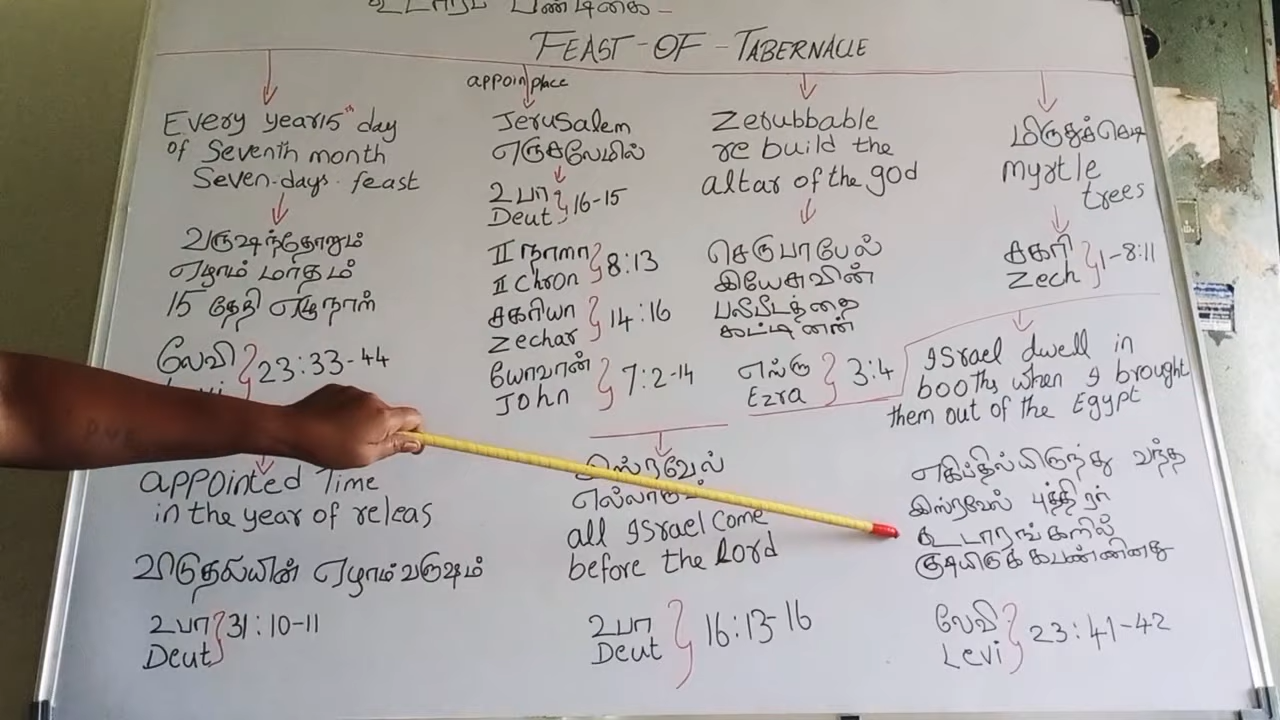 கூடாரப் பண்டிகை -
FEAST-OF-TABERNACLE
Every year 15th day
of Seventh month
Seven-days feast
வருஷந்தோறும்
ஏழாம் மாதம்
15 தேதி ஏழுநாள்
லேவி
Levi } 23:33-44
appointed Time
in the year of releas
விடுதலையின் ஏழாம் வருஷம்
உபா
Deut } 31:10-11
appoin place
Jerusalem
எருசலேமில்
உபா
Deut } 16-15
II நாளா
II Chron } 8:13
சகரியா
Zechar } 14:16
யோவான்
John } 7:2-14
இஸ்ரவேல்
எல்லாரும்
all Israel come
before the Lord
உபா
Deut } 16:13-16
Zerubbable
re build the
altar of the god
செருபாபேல்
இயேசுவின்
பலிபீடத்தை
கட்டினான்
எஸ்రு
Ezra } 3:4
மிருதுச்செடி
myrtle
trees
சகரி
Zech } 1-8:11
Israel dwell in
booths when I brought
them out of the Egypt
எகிப்தில்யிருந்து வந்த
இஸ்ரவேல் புத்திரர்
கூடாரங்களில்
குடியிருக்கபண்ணினது
லேவி
Levi } 23:41-42